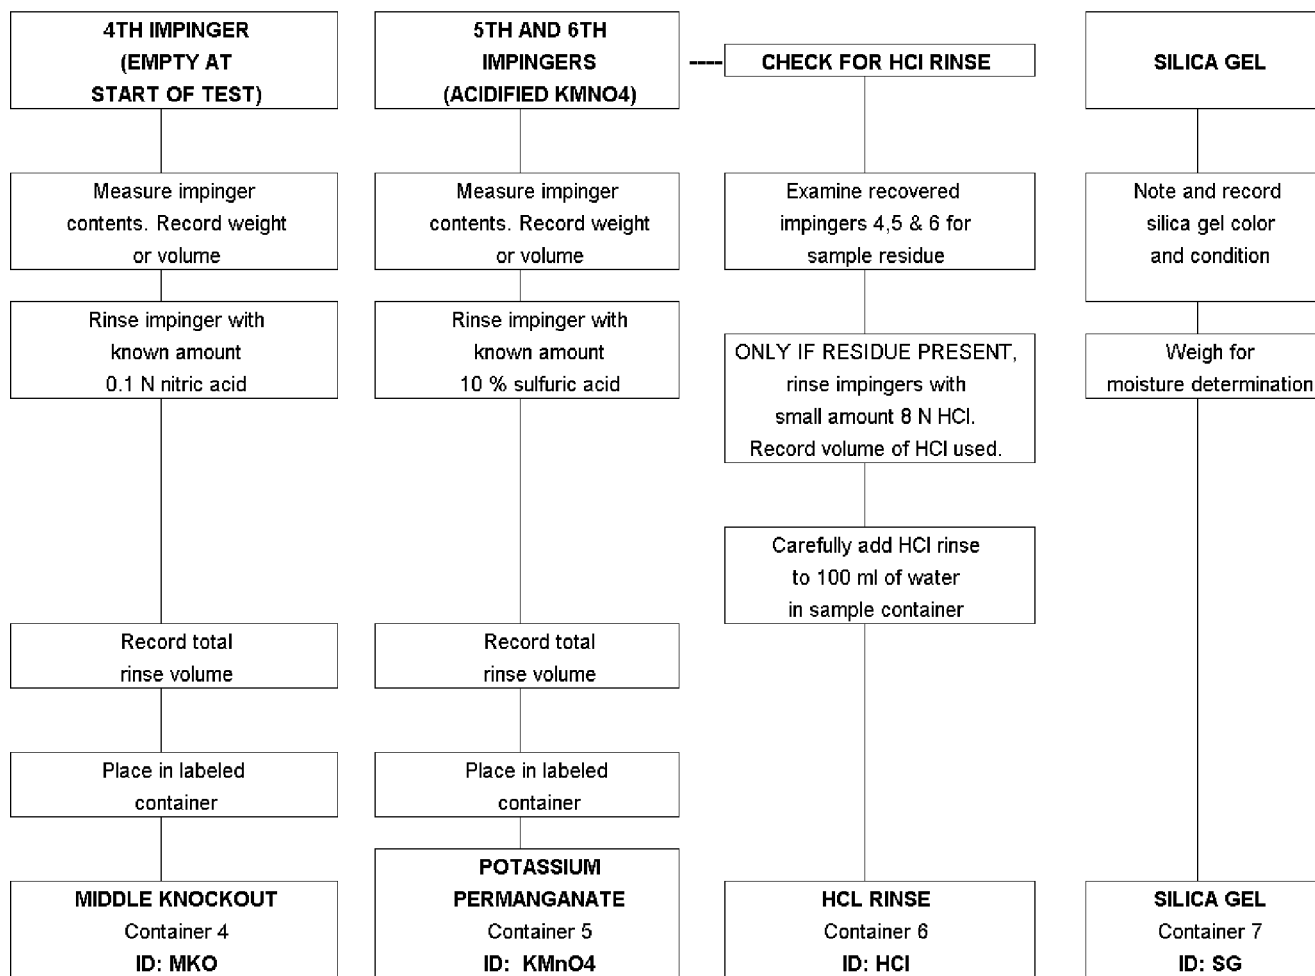 4TH IMPINGER
(EMPTY AT
START OF TEST)
Measure impinger
contents. Record weight
or volume
Rinse impinger with
known amount
0.1 N nitric acid
Record total
rinse volume
Place in labeled
container
MIDDLE KNOCKOUT
Container 4
ID: MKO
5TH AND 6TH
IMPINGERS
(ACIDIFIED KMNO4)
Measure impinger
contents. Record weight
or volume
Rinse impinger with
known amount
10 % sulfuric acid
Record total
rinse volume
Place in labeled
container
POTASSIUM
PERMANGANATE
Container 5
ID: KMnO4
CHECK FOR HCl RINSE
Examine recovered
impingers 4,5 & 6 for
sample residue
ONLY IF RESIDUE PRESENT,
rinse impingers with
small amount 8 N HCl.
Record volume of HCl used.
Carefully add HCl rinse
to 100 ml of water
in sample container
HCL RINSE
Container 6
ID: HCl
SILICA GEL
Note and record
silica gel color
and condition
Weigh for
moisture determination
SILICA GEL
Container 7
ID: SG